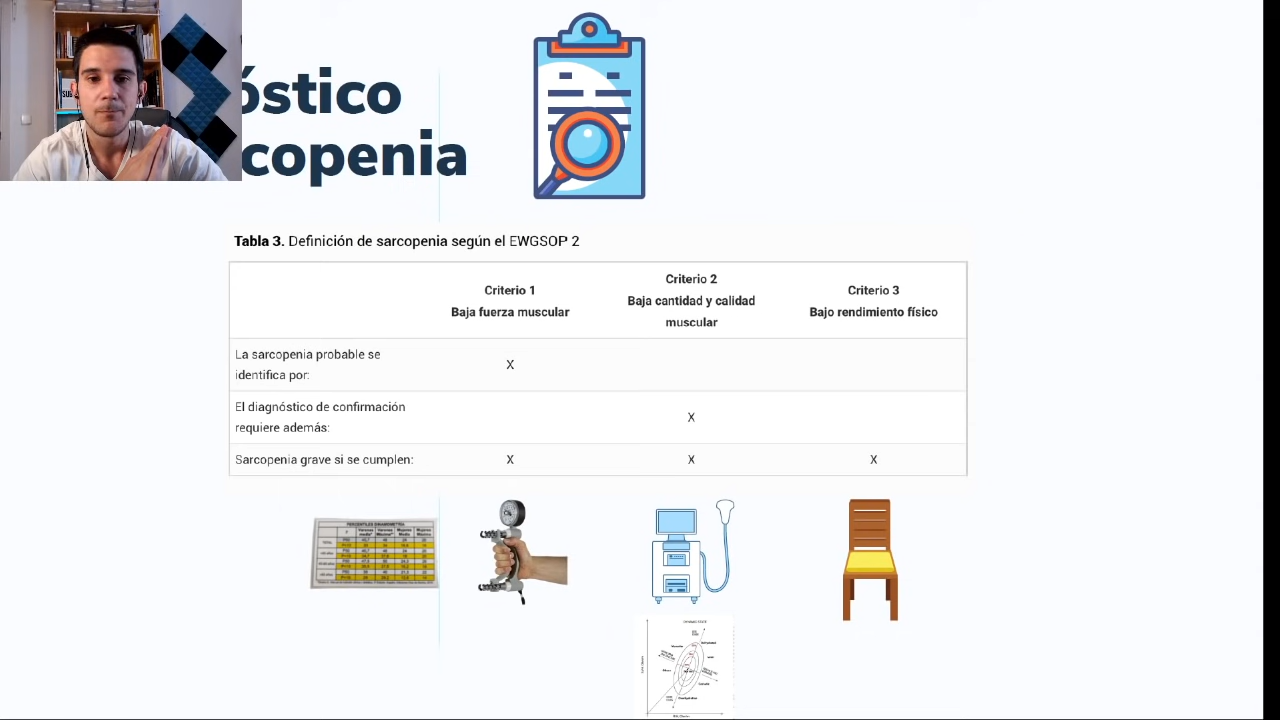 óstico
copenia
Tabla 3. Definición de sarcopenia según el EWGSOP 2
Criterio 1
Baja fuerza muscular
Criterio 2
Baja cantidad y calidad
muscular
Criterio 3
Bajo rendimiento físico
La sarcopenia probable se
identifica por:
X
El diagnóstico de confirmación
requiere además:
X
Sarcopenia grave si se cumplen:
X
X
X